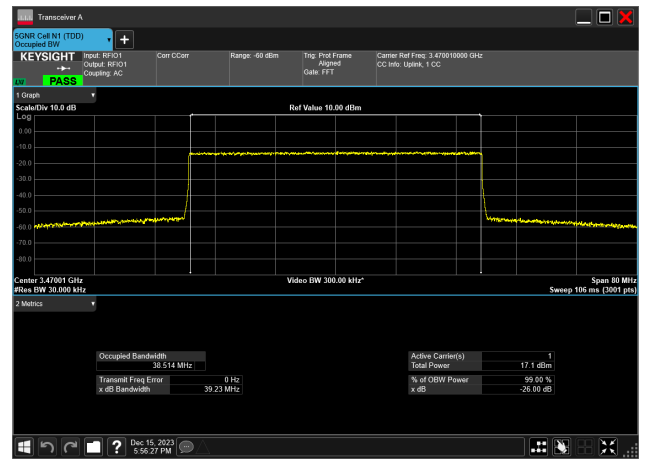 Transceiver A
5GNR Cell N1 (TDD)
Occupied BW
KEYSIGHT
LW PASS
Input: RFIO1
Output: RFIO1
Coupling: AC
Corr CCorr
Range: -60 dBm
Trig: Prot Frame
Aligned
Gate: FFT
Carrier Ref Freq: 3.470010000 GHz
CC Info: Uplink, 1 CC
1 Graph
Scale/Div 10.0 dB
Ref Value 10.00 dBm
Log
0.00
-10.0
-20.0
-30.0
-40.0
-50.0
-60.0
-70.0
-80.0
Center 3.47001 GHz
#Res BW 30.000 kHz
Video BW 300.00 kHz*
Span 80 MHz
Sweep 106 ms (3001 pts)
2 Metrics
Occupied Bandwidth
38.514 MHz
Transmit Freq Error 0 Hz
x dB Bandwidth 39.23 MHz
Active Carrier(s) 1
Total Power 17.1 dBm
% of OBW Power 99.00 %
x dB -26.00 dB
Dec 15, 2023
5:56:27 PM